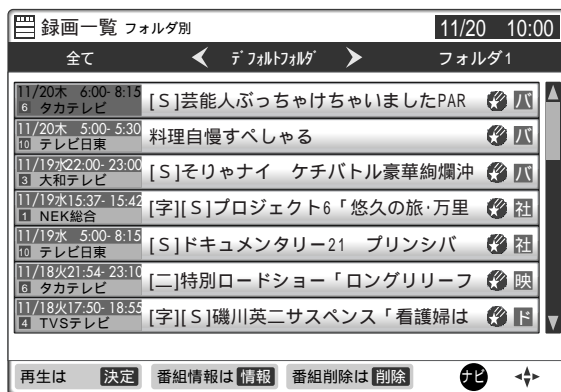 録画一覧 フォルダ別 11/20 10:00
全て デフォルトフォルダ フォルダ1
11/20木 6:00- 8:15
6 タカテレビ
[S]芸能人ぶっちゃけちゃいましたPAR バ
11/20木 5:00- 5:30
10 テレビ日東
料理自慢すぺしゃる バ
11/19水22:00- 23:00
3 大和テレビ
[S]そりゃナイ ケチバトル豪華絢爛沖 バ
11/19水15:37- 15:42
1 NEK総合
[字][S]プロジェクト6「悠久の旅・万里 社
11/19水 5:00- 8:15
10 テレビ日東
[S]ドキュメンタリー21 プリンシパ 社
11/18火21:54- 23:10
6 タカテレビ
[二]特別ロードショー「ロングリリーフ 映
11/18火17:50- 18:55
4 TVSテレビ
[字][S]磯川英二サスペンス「看護婦は ド
再生は 決定 番組情報は 情報 番組削除は 削除 ナビ